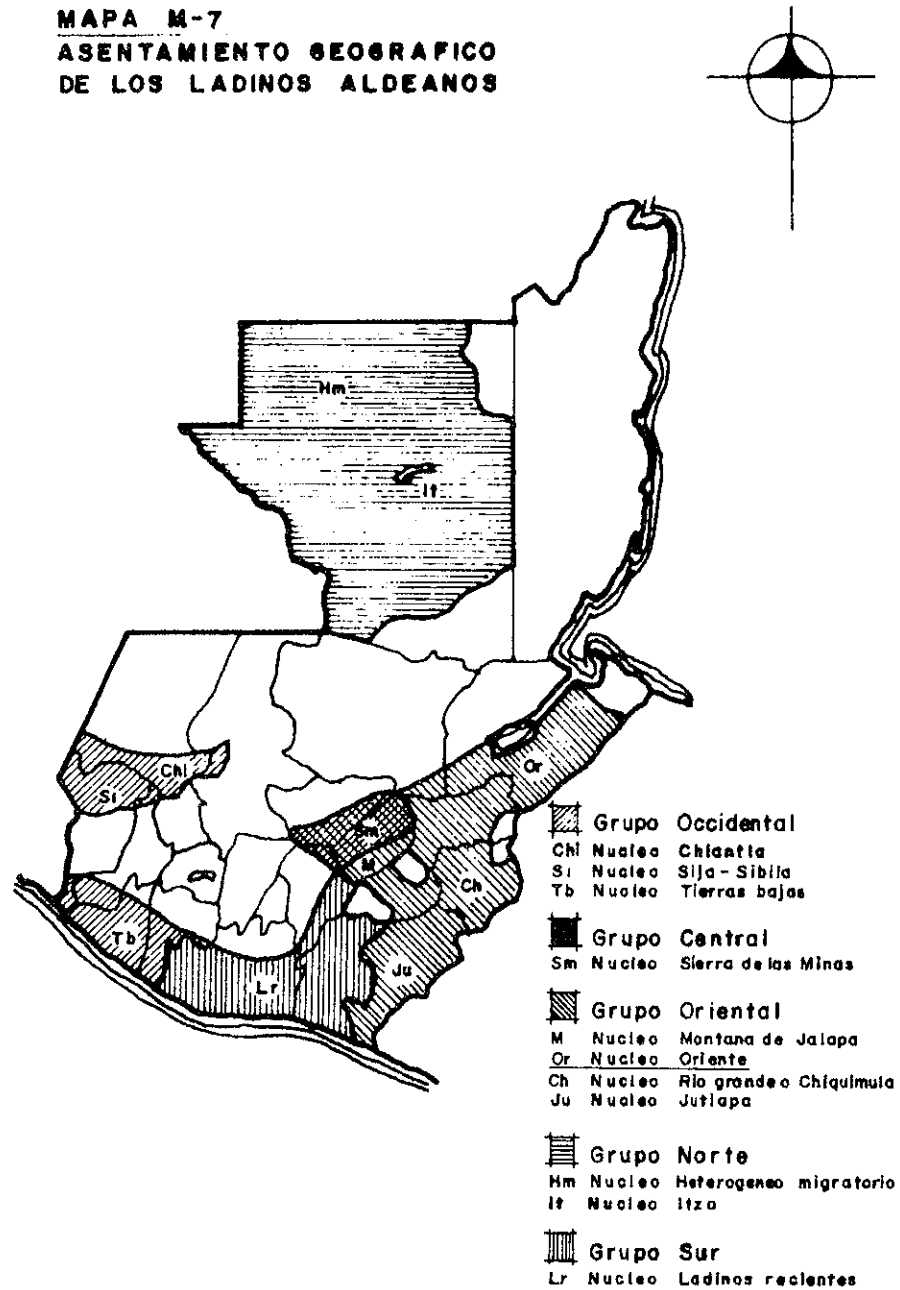 MAPA M-7
ASENTAMIENTO GEOGRAFICO
DE LOS LADINOS ALDEANOS
Hm
It
Chi
Si
Or
Sm
M
Ch
Tb
Ju
Lr
Grupo Occidental
Chi Nucleo Chiantla
Si Nucleo Sija-Sibilia
Tb Nucleo Tierras bajas
Grupo Central
Sm Nucleo Sierra de las Minas
Grupo Oriental
M Nucleo Montana de Jalapa
Or Nucleo Oriente
Ch Nucleo Rio grande o Chiquimula
Ju Nucleo Jutiapa
Grupo Norte
Hm Nucleo Heterogeneo migratorio
It Nucleo Itza
Grupo Sur
Lr Nucleo Ladinos recientes